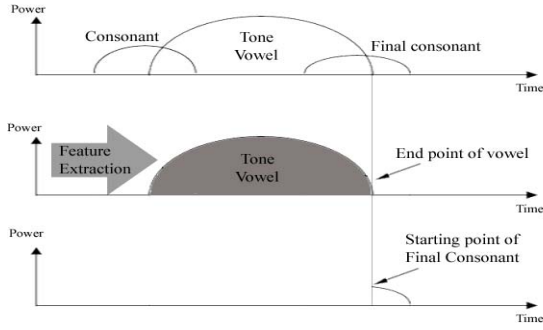 Power
Consonant
Tone
Vowel
Final consonant
Time
Power
Feature
Extraction
Tone
Vowel
End point of vowel
Time
Power
Starting point of
Final Consonant
Time